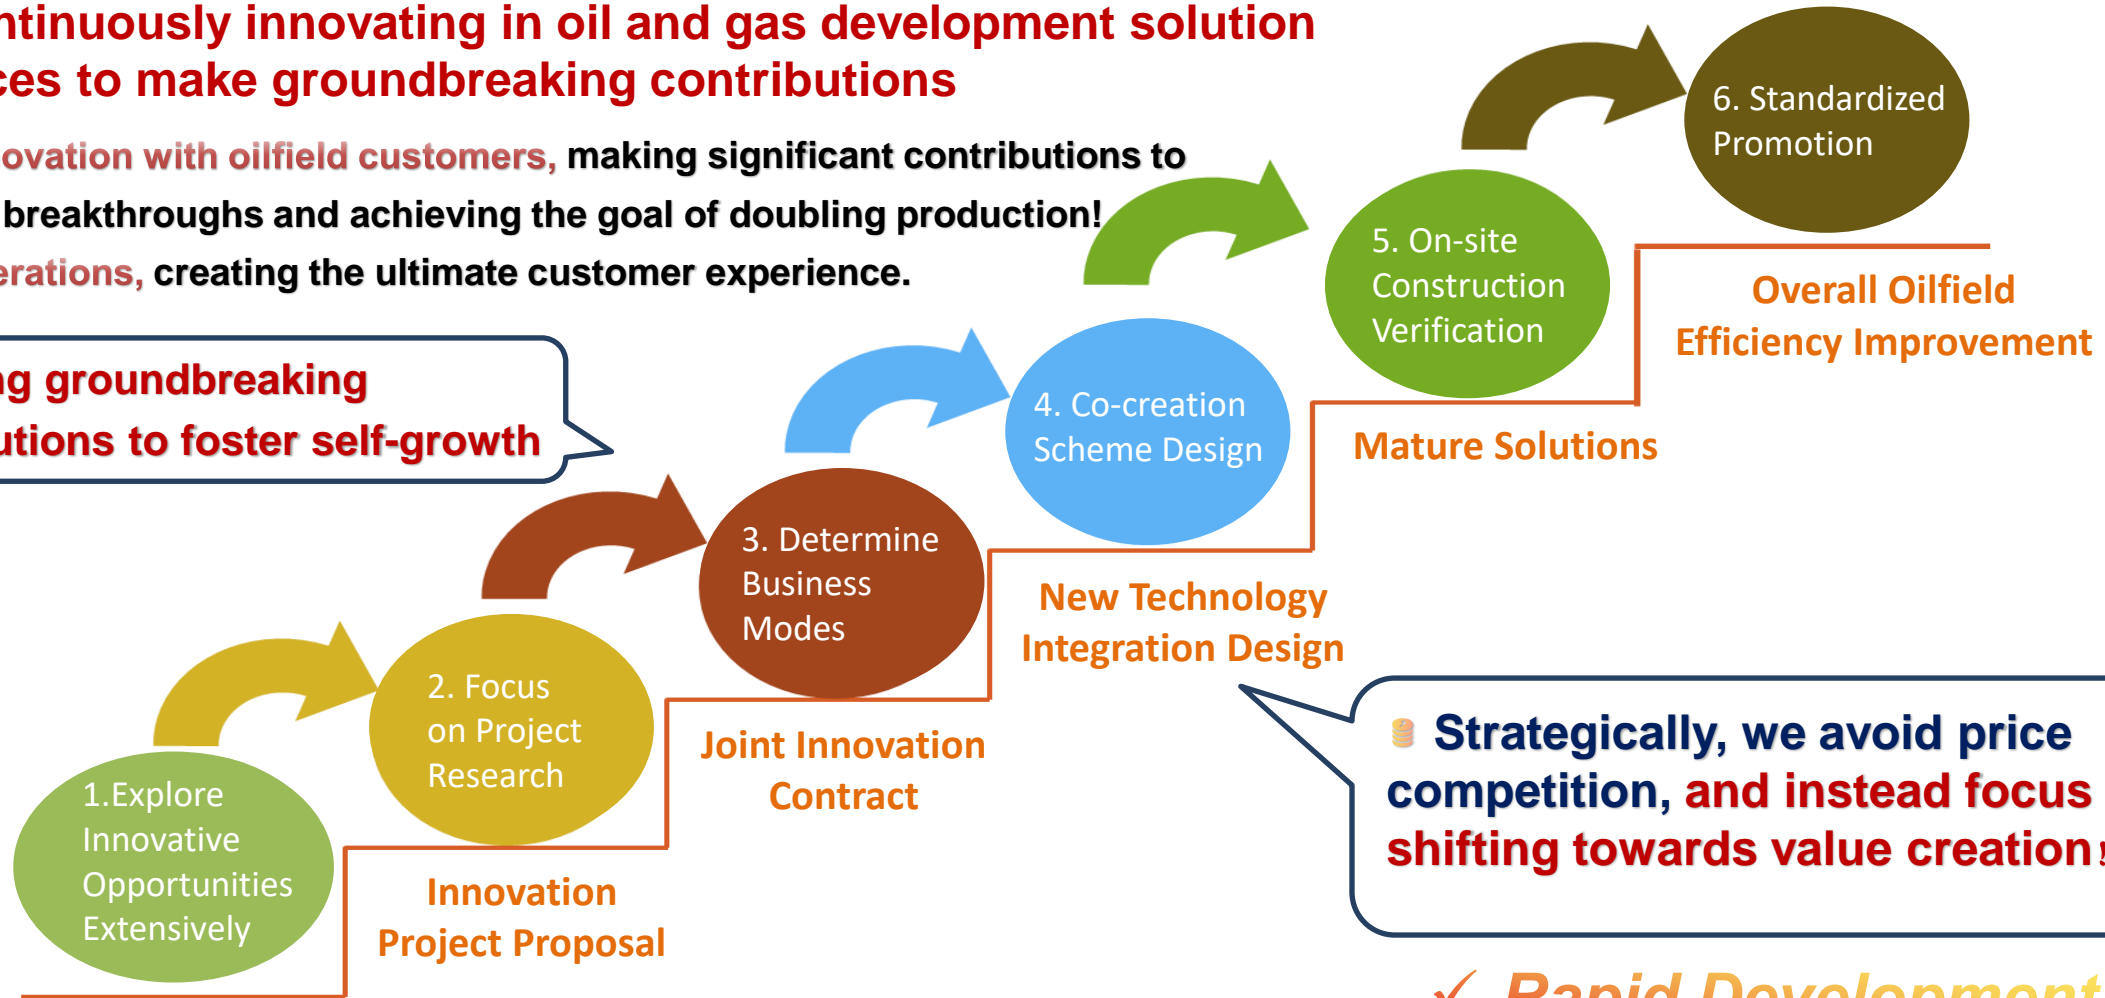 ntinuously innovating in oil and gas development solution
ces to make groundbreaking contributions
ovation with oilfield customers, making significant contributions to
breakthroughs and achieving the goal of doubling production!
erations, creating the ultimate customer experience.
ng groundbreaking
utions to foster self-growth
6. Standardized
Promotion
5. On-site
Construction
Verification
Overall Oilfield
Efficiency Improvement
4. Co-creation
Scheme Design
Mature Solutions
3. Determine
Business
Modes
New Technology
Integration Design
2. Focus
on Project
Research
Joint Innovation
Contract
1.Explore
Innovative
Opportunities
Extensively
Innovation
Project Proposal
Strategically, we avoid price
competition, and instead focus
shifting towards value creation!
✓ Rapid Development